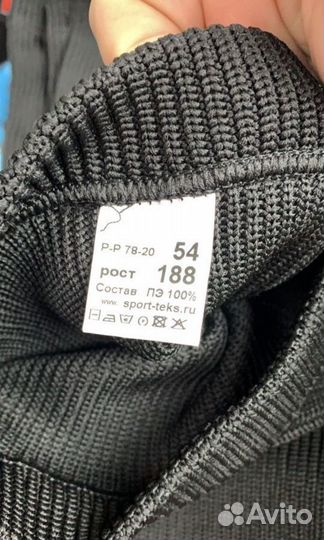 Р-Р 78-20 54
рост 188
Состав ПЭ 100%
www. sport-teks.ru
Avito